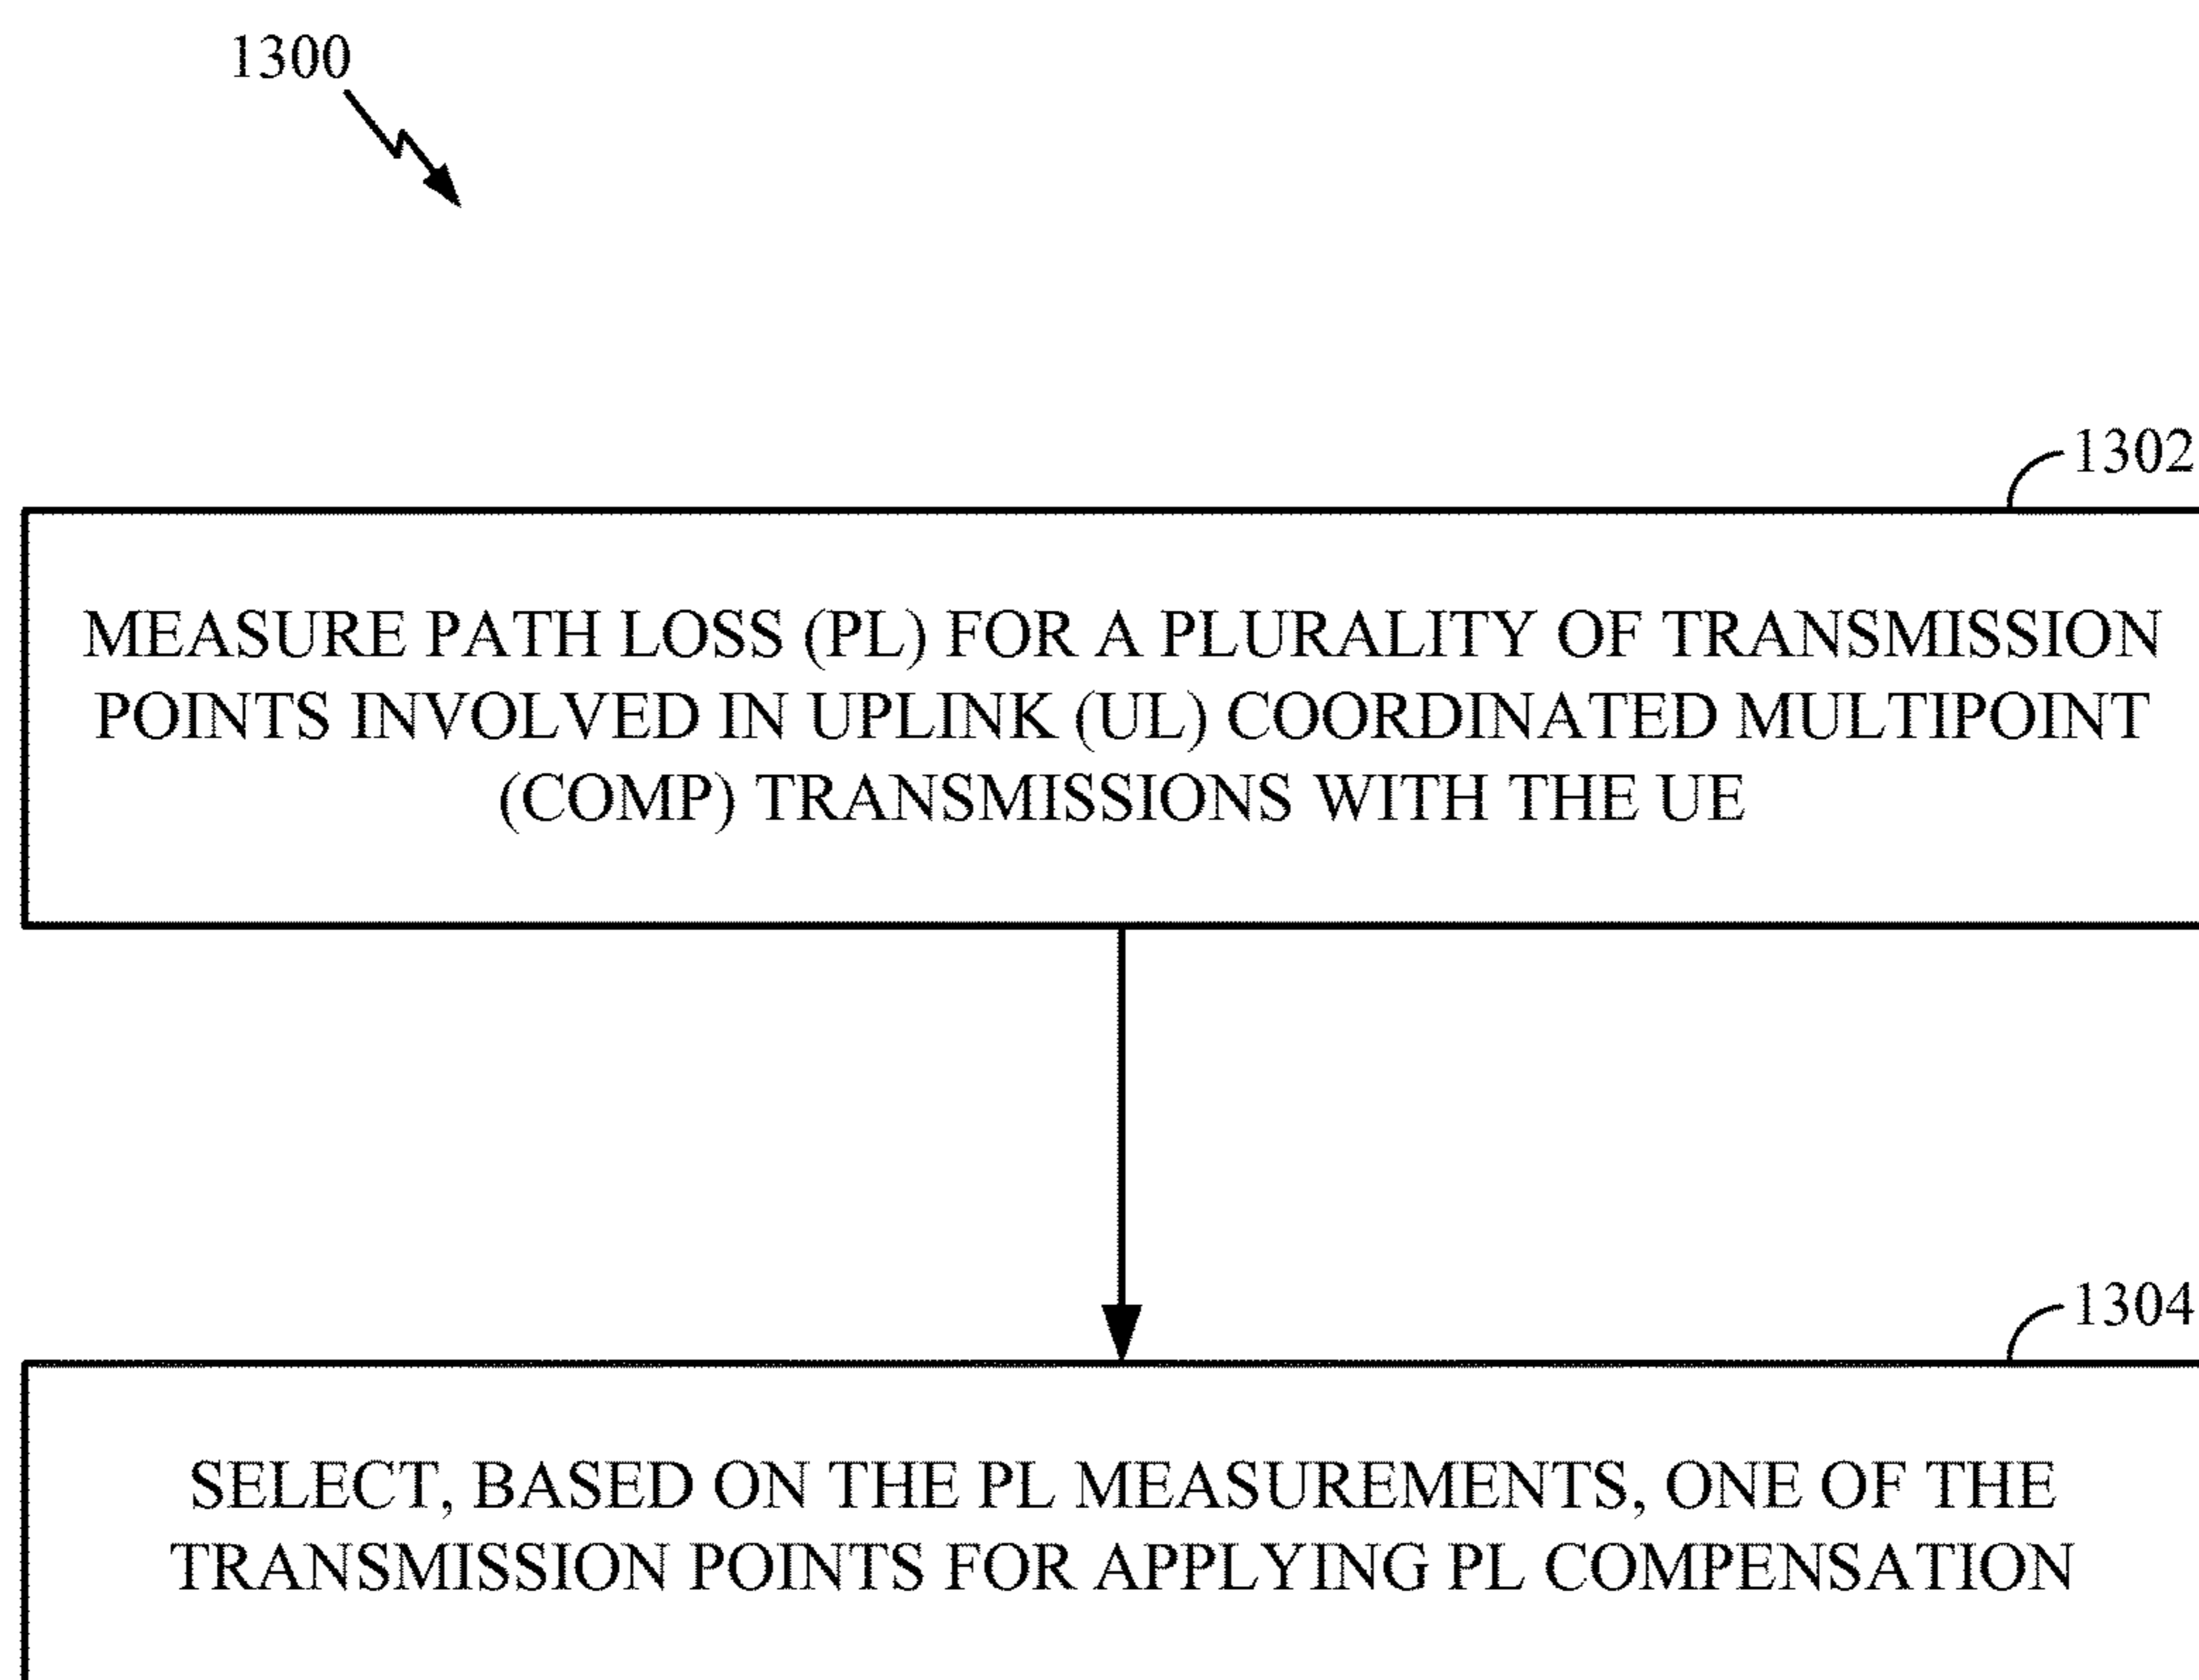 1300
1302
MEASURE PATH LOSS (PL) FOR A PLURALITY OF TRANSMISSION
POINTS INVOLVED IN UPLINK (UL) COORDINATED MULTIPOINT
(COMP) TRANSMISSIONS WITH THE UE
1304
SELECT, BASED ON THE PL MEASUREMENTS, ONE OF THE
TRANSMISSION POINTS FOR APPLYING PL COMPENSATION